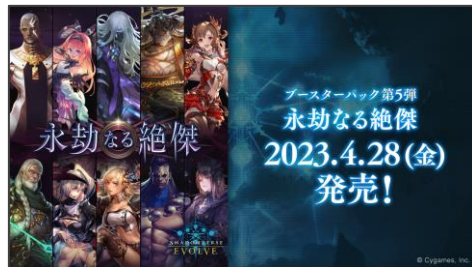 永劫なる絶傑
SHADOWVERSE
EVOLVE
ブースターパック第5弾
永劫なる絶傑
2023.4.28(金)
発売!
© Cygames, Inc.